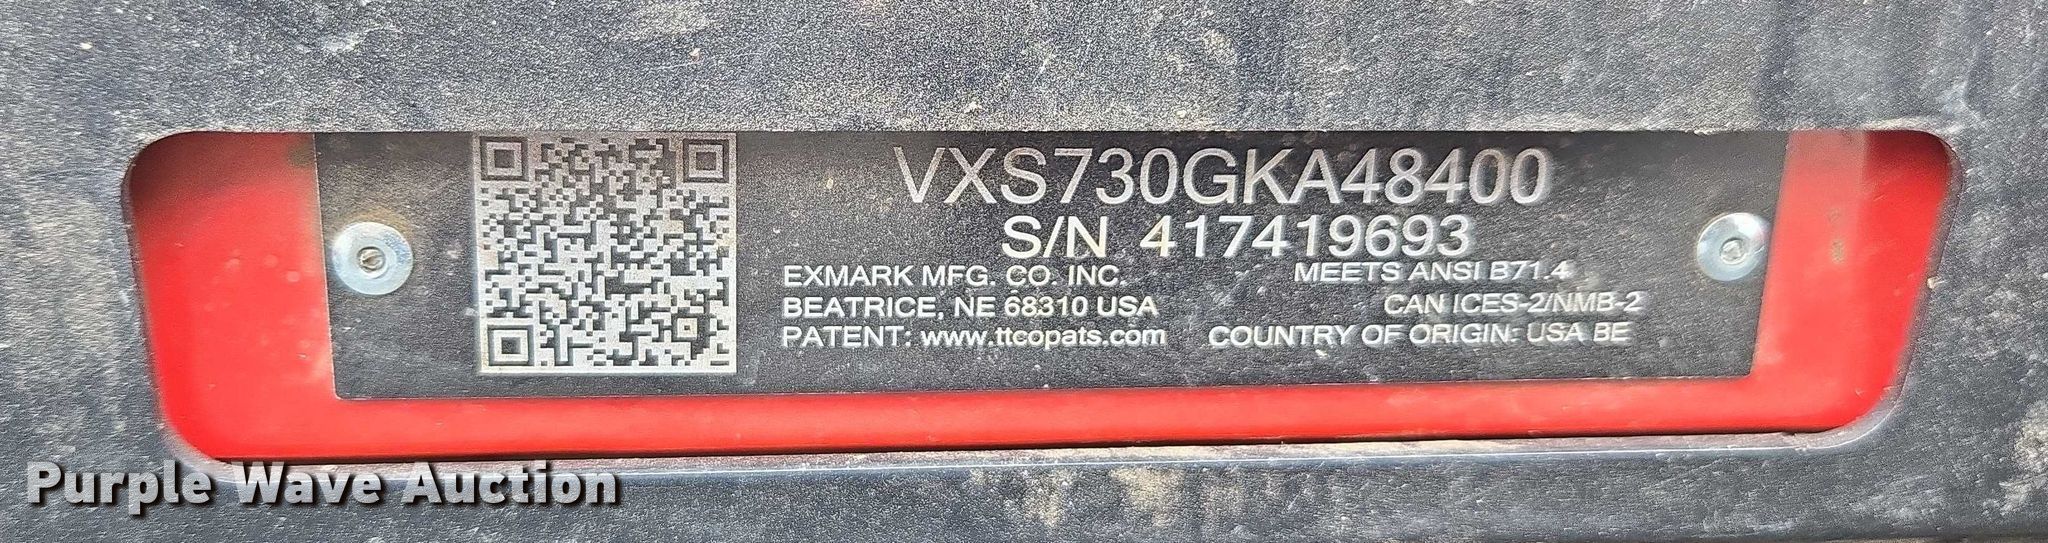 VXS730GKA48400
S/N 417419693
EXMARK MFG. CO. INC.
BEATRICE, NE 68310 USA
PATENT: www.ttcopats.com
MEETS ANSI B71.4
CAN ICES-2/NMB-2
COUNTRY OF ORIGIN: USA BE
Purple Wave Auction